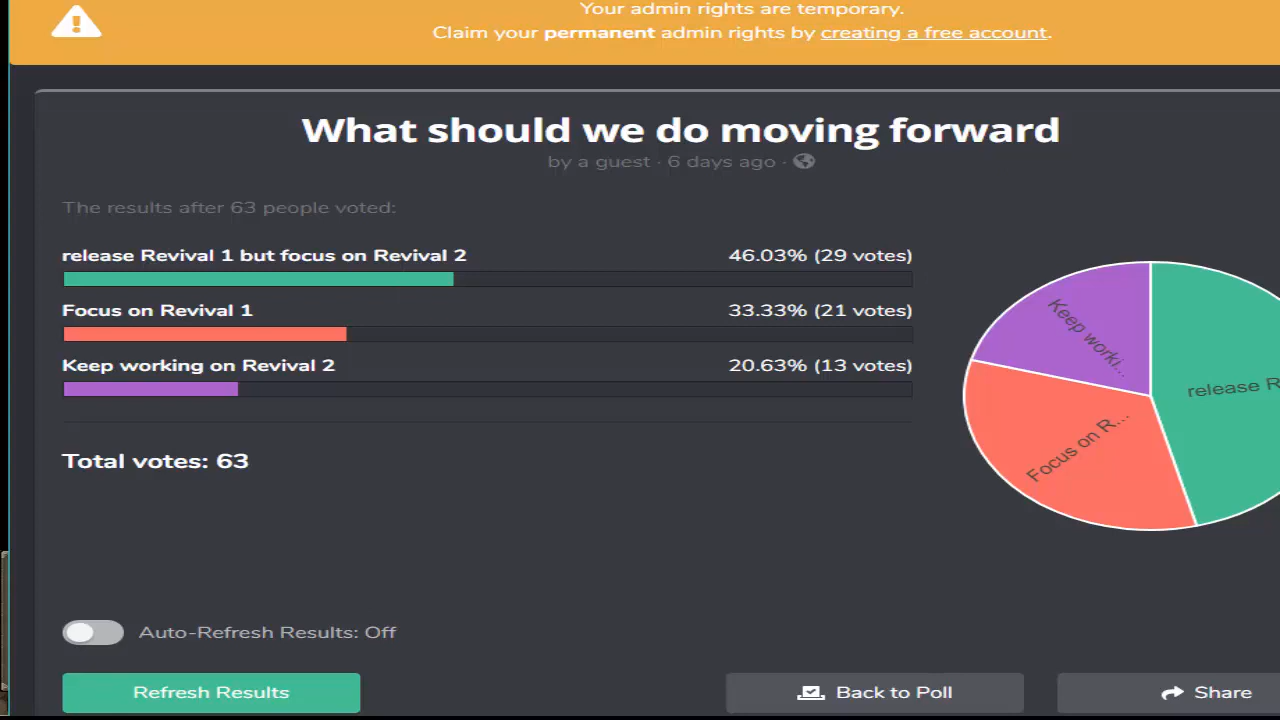 Your admin rights are temporary.
Claim your permanent admin rights by creating a free account.
What should we do moving forward
by a guest · 6 days ago ·
The results after 63 people voted:
release Revival 1 but focus on Revival 2 46.03% (29 votes)
Focus on Revival 1 33.33% (21 votes)
Keep working on Revival 2 20.63% (13 votes)
Total votes: 63
Keep worki...
release R
Focus on R...
Auto-Refresh Results: Off
Refresh Results
Back to Poll
Share